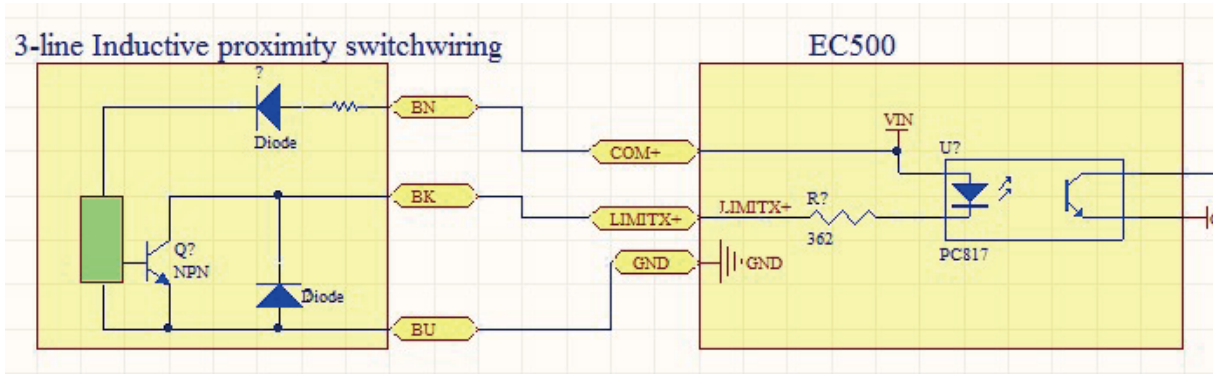 3-line Inductive proximity switchwiring
EC500
?
Diode
BN
COM+
VIN
U?
BK
LIMITX+
LIMITX+
R?
362
PC817
Q?
NPN
GND
GND
Diode
BU